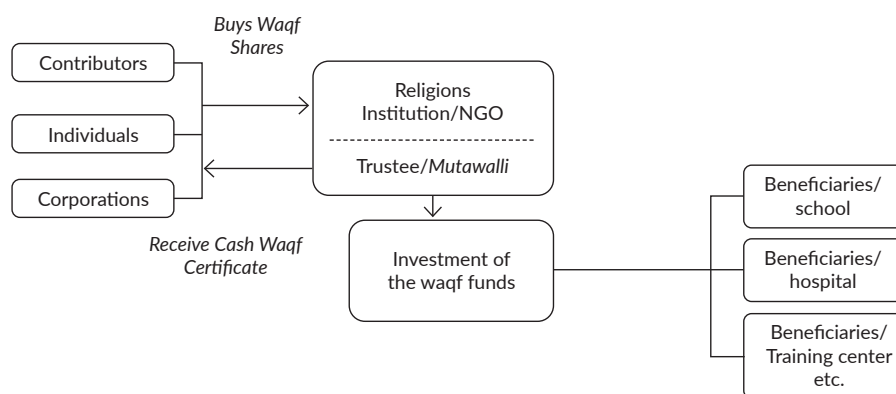 Buys Waqf
Shares
Contributors
Individuals
Corporations
Religions
Institution/NGO
Trustee/Mutawalli
Receive Cash Waqf
Certificate
Investment of
the waqf funds
Beneficiaries/
school
Beneficiaries/
hospital
Beneficiaries/
Training center
etc.